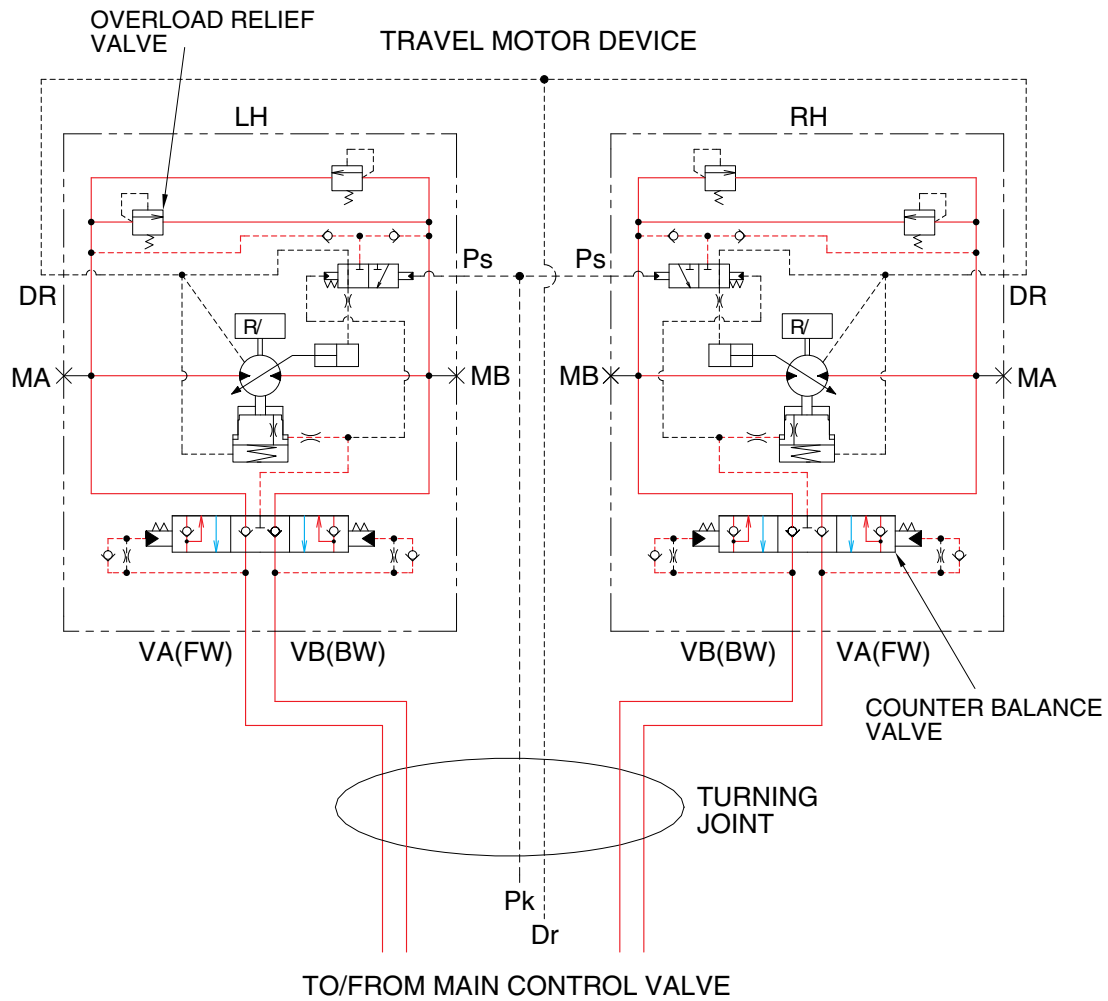 OVERLOAD RELIEF
VALVE
TRAVEL MOTOR DEVICE
LH
RH
Ps
Ps
DR
DR
R/
R/
MA
MB
MB
MA
VA(FW)
VB(BW)
VB(BW)
VA(FW)
COUNTER BALANCE
VALVE
TURNING
JOINT
Pk
Dr
TO/FROM MAIN CONTROL VALVE